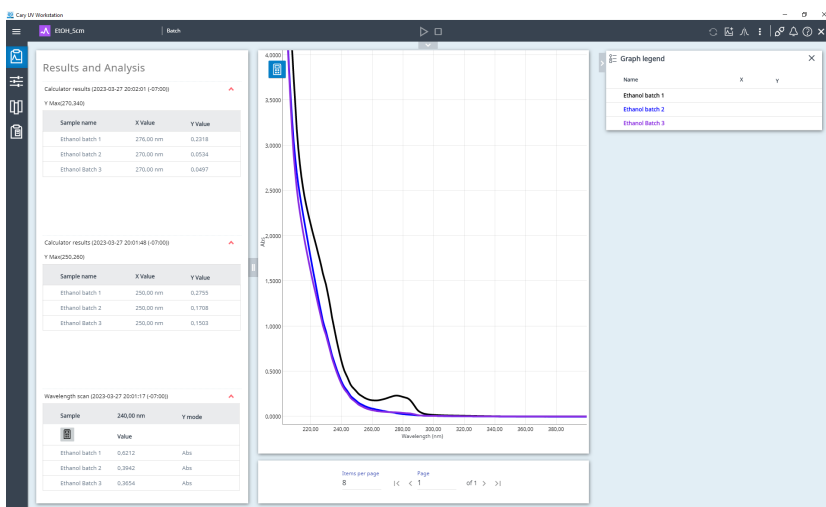 Cary UV Workstation
EtOH_5cm
Batch
Results and Analysis
Calculator results (2023-03-27 20:02:01 (-07:00))
Y Max(270,340)
Sample name X Value Y Value
Ethanol batch 1 276,00 nm 0,2318
Ethanol batch 2 270,00 nm 0,0534
Ethanol Batch 3 270,00 nm 0,0497
Calculator results (2023-03-27 20:01:48 (-07:00))
Y Max(250,260)
Sample name X Value Y Value
Ethanol batch 1 250,00 nm 0,2755
Ethanol batch 2 250,00 nm 0,1708
Ethanol Batch 3 250,00 nm 0,1503
Wavelength scan (2023-03-27 20:01:17 (-07:00))
Sample 240,00 nm Y mode
Value
Ethanol batch 1 0,6212 Abs
Ethanol batch 2 0,3942 Abs
Ethanol Batch 3 0,3654 Abs
4.0000
3,5000
3,0000
2,5000
2,0000
1,5000
1,0000
0,5000
0,0000
Abs
220,00 240,00 260,00 280,00 300,00 320,00 340,00 360,00 380,00
Wavelength (nm)
Items per page Page
8 1 of 1
Graph legend
Name X Y
Ethanol batch 1
Ethanol batch 2
Ethanol Batch 3